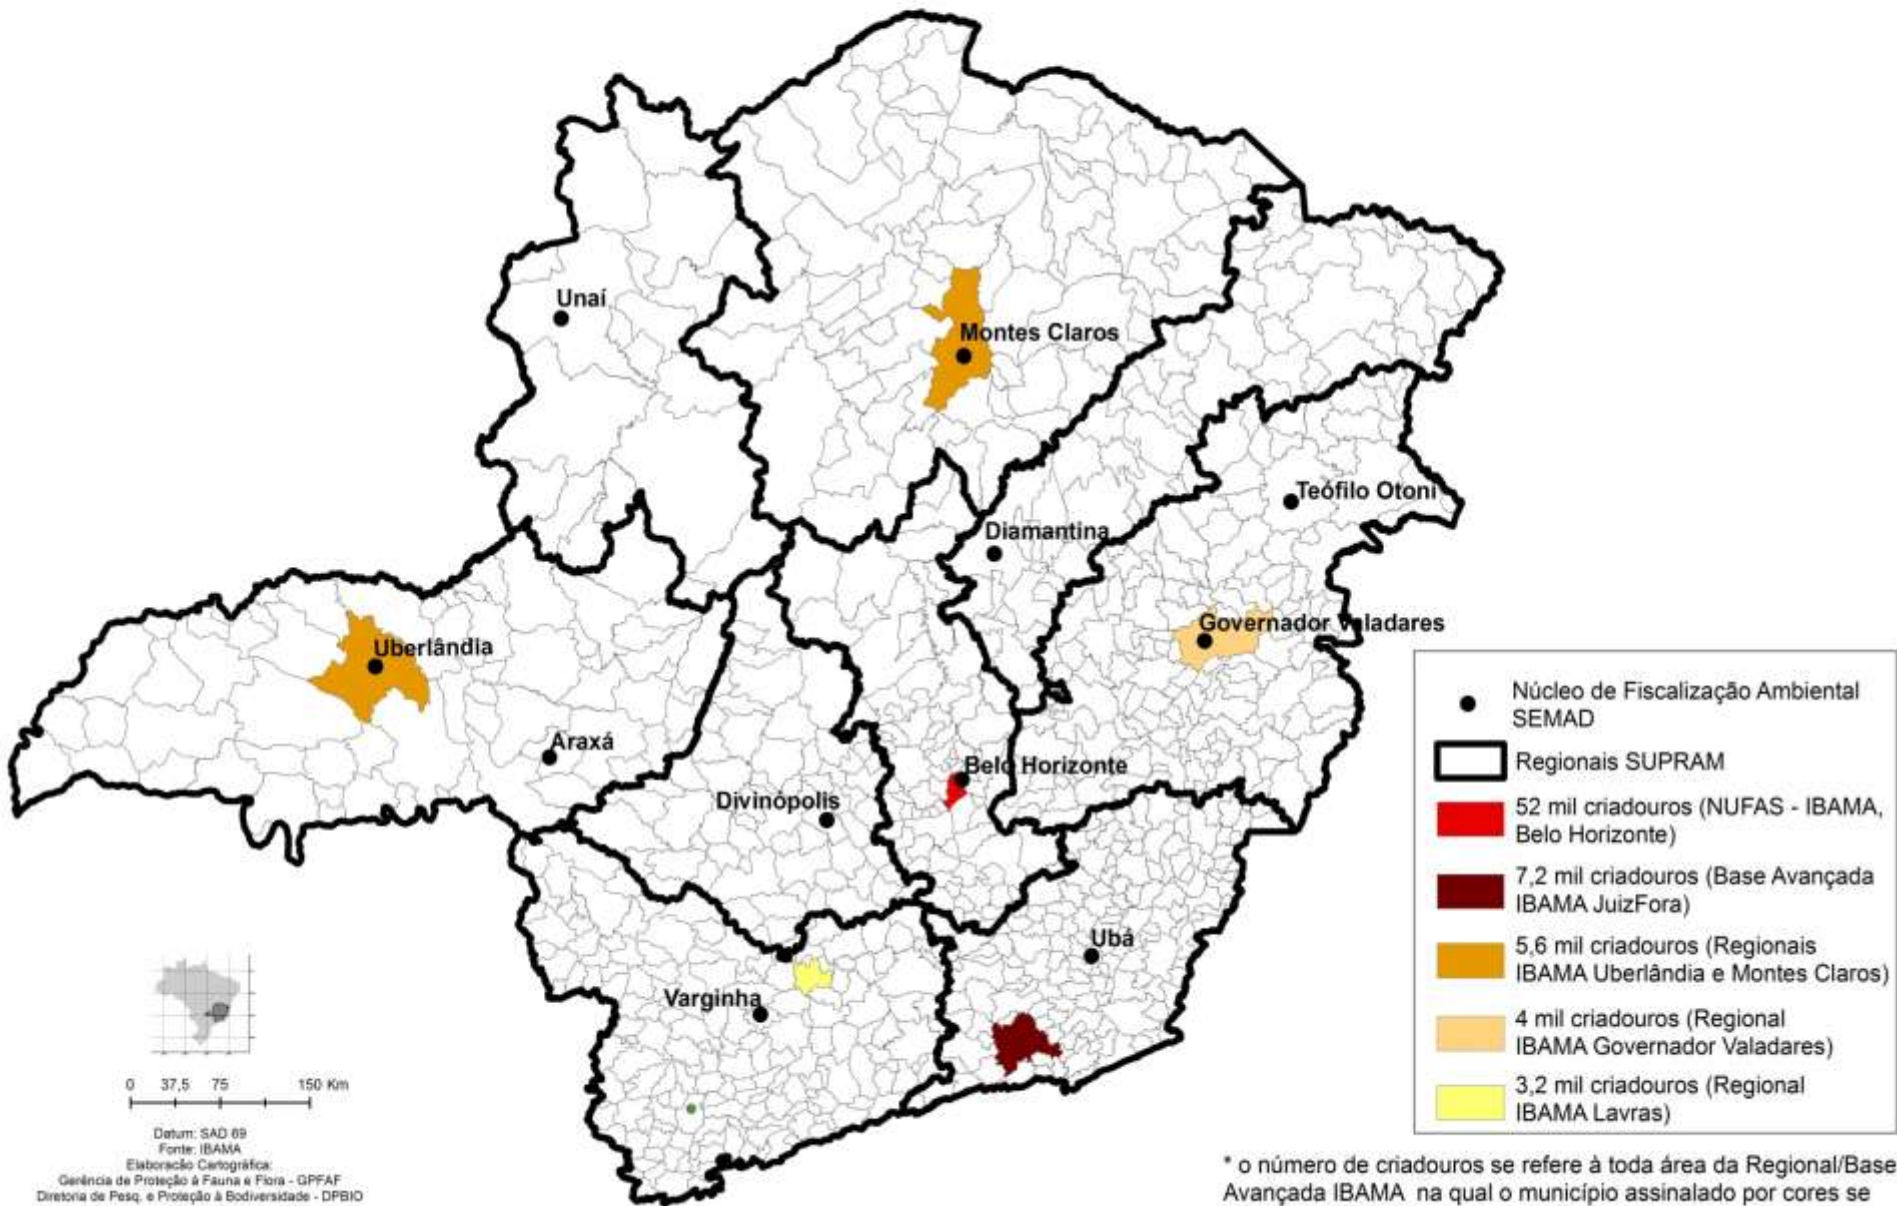 Unaí
Montes Claros
Teófilo Otoni
Diamantina
Governador Valadares
Uberlândia
Araxá
Belo Horizonte
Divinópolis
Ubá
Varginha
Núcleo de Fiscalização Ambiental
SEMAD
Regionais SUPRAM
52 mil criadouros (NUFAS - IBAMA,
Belo Horizonte)
7,2 mil criadouros (Base Avançada
IBAMA JuizFora)
5,6 mil criadouros (Regionais
IBAMA Uberlândia e Montes Claros)
4 mil criadouros (Regional
IBAMA Governador Valadares)
3,2 mil criadouros (Regional
IBAMA Lavras)
0 37,5 75 150 Km
Datum: SAD 69
Fonte: IBAMA
Elaboração Cartográfica:
Gerência de Proteção à Fauna e Flora - GPFAF
Diretoria de Pesq. e Proteção à Bodiversidade - DPBIO
* o número de criadouros se refere à toda área da Regional/Base
Avançada IBAMA na qual o município assinalado por cores se